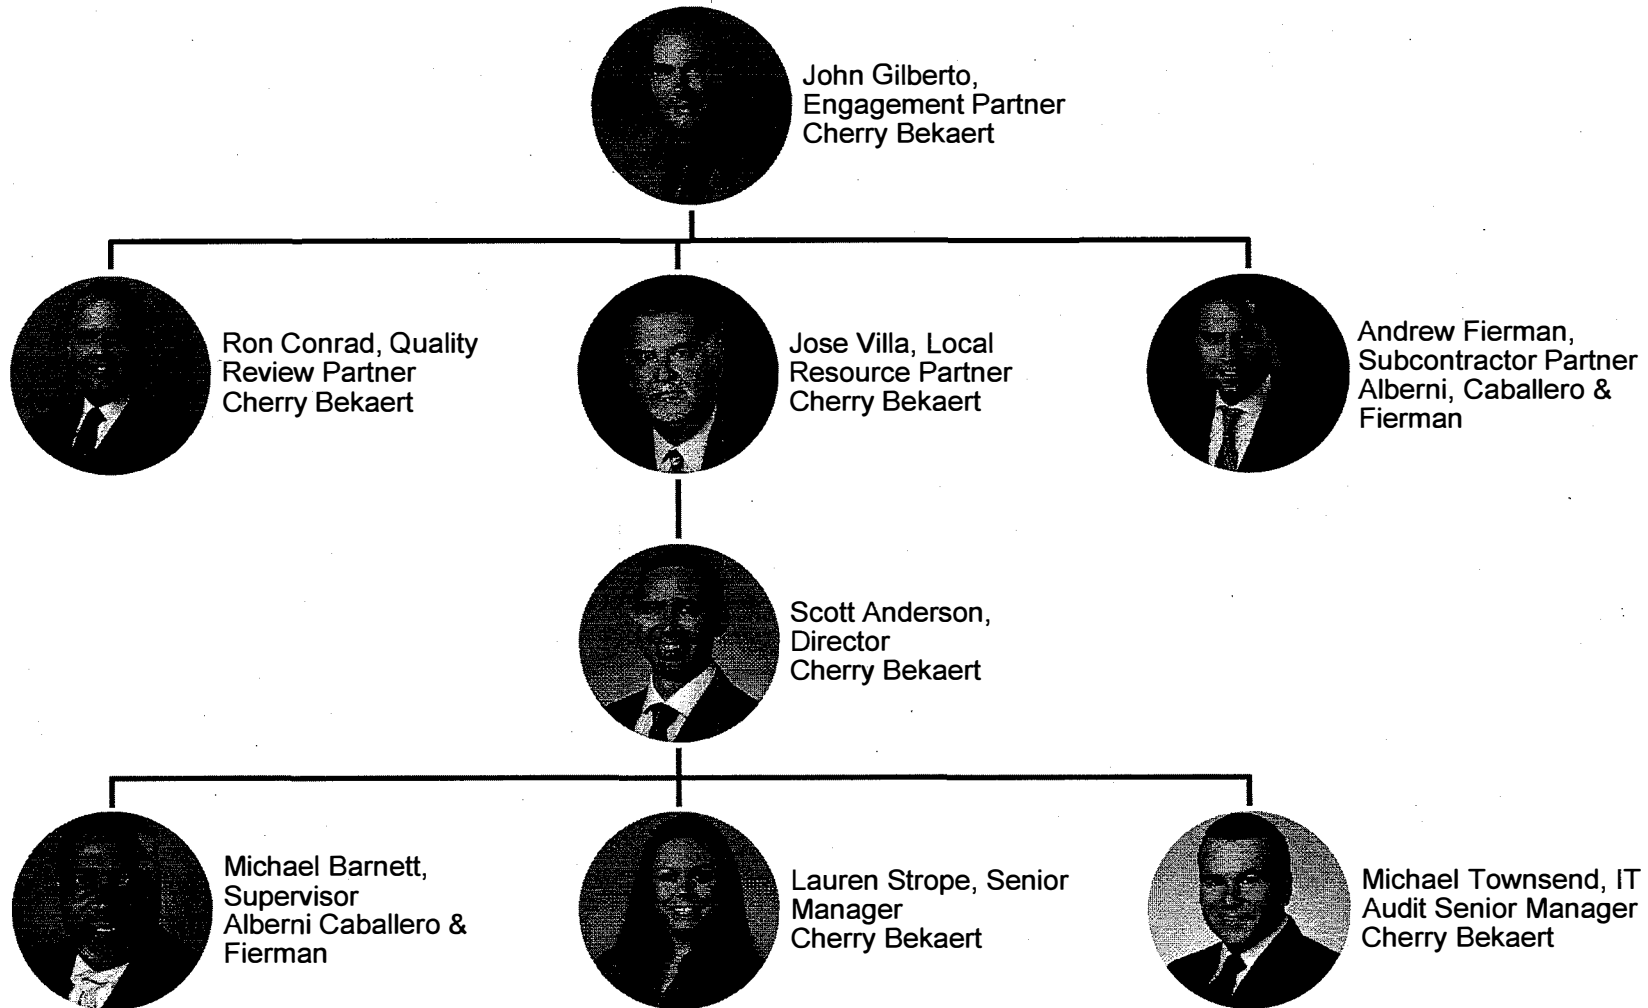 John Gilberto,
Engagement Partner
Cherry Bekaert
Ron Conrad, Quality
Review Partner
Cherry Bekaert
Jose Villa, Local
Resource Partner
Cherry Bekaert
Andrew Fierman,
Subcontractor Partner
Alberni, Caballero &
Fierman
Scott Anderson,
Director
Cherry Bekaert
Michael Barnett,
Supervisor
Alberni Caballero &
Fierman
Lauren Strope, Senior
Manager
Cherry Bekaert
Michael Townsend, IT
Audit Senior Manager
Cherry Bekaert